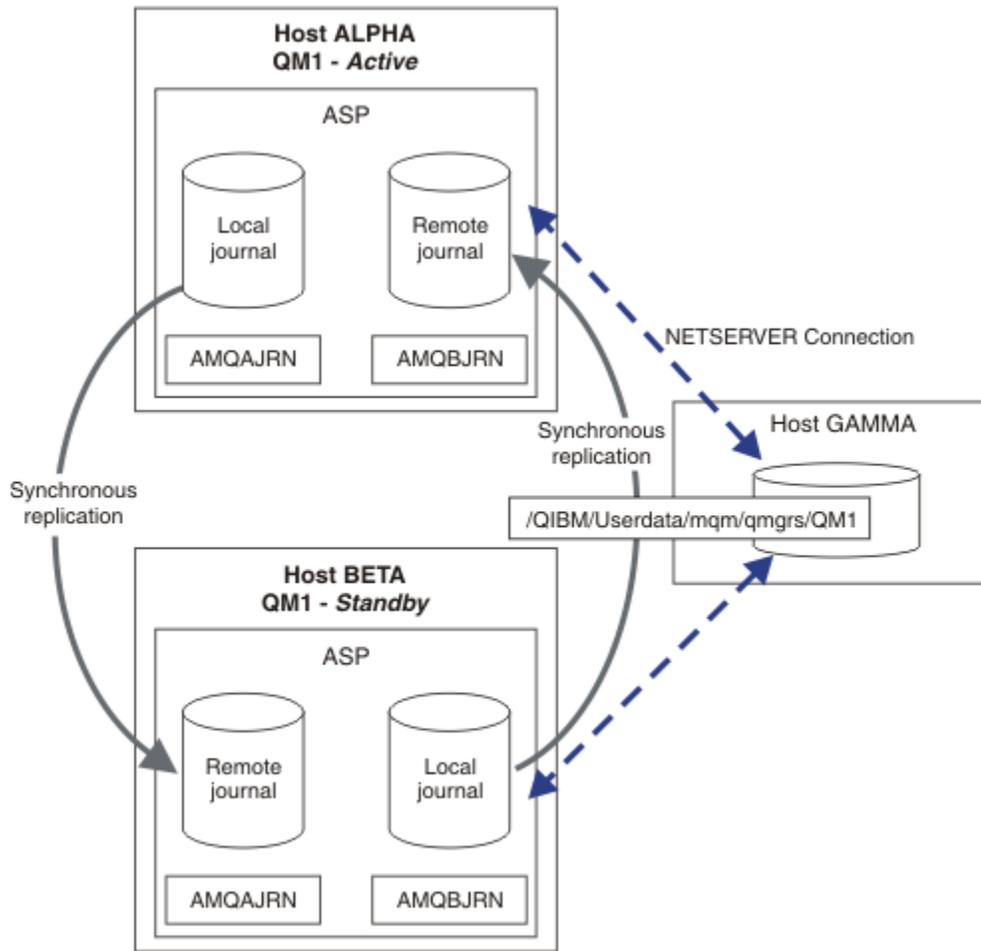 Host ALPHA
QM1 - Active
ASP
Local
journal
Remote
journal
AMQAJRN
AMQBJRN
NETSERVER Connection
Host GAMMA
/QIBM/Userdata/mqm/qmgrs/QM1
Synchronous
replication
Synchronous
replication
Host BETA
QM1 - Standby
ASP
Remote
journal
Local
journal
AMQAJRN
AMQBJRN